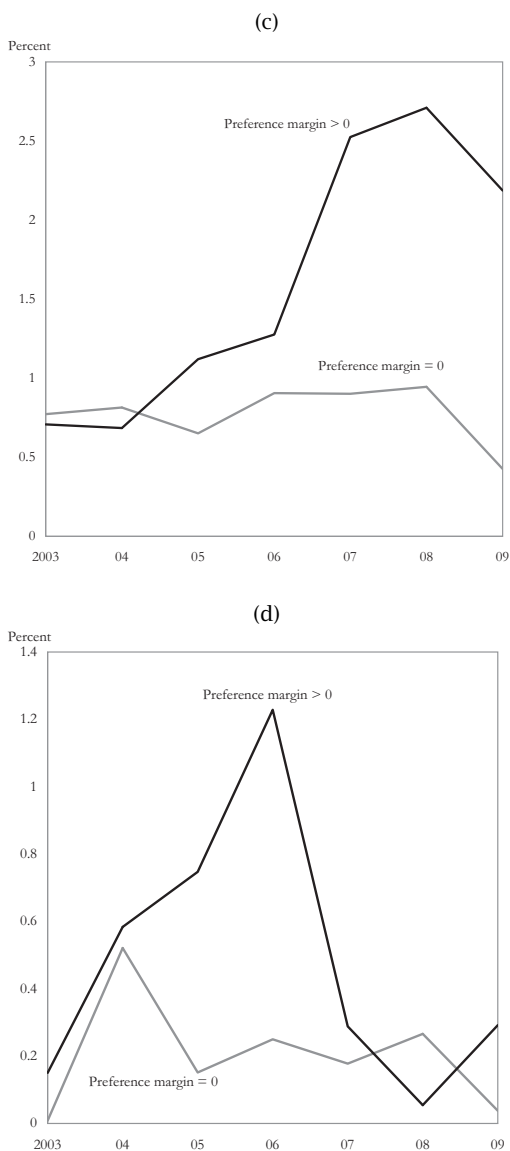 (c)
Percent
3
Preference margin > 0
2.5
2
1.5
Preference margin = 0
1
0.5
0
2003 04 05 06 07 08 09
(d)
Percent
1.4
Preference margin > 0
1.2
1
0.8
0.6
0.4
0.2
Preference margin = 0
0
2003 04 05 06 07 08 09